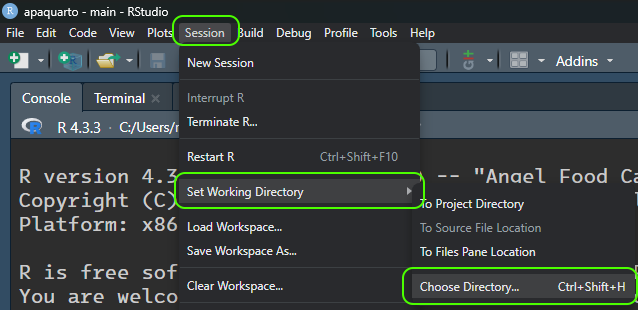 R apaquarto - main - RStudio
File Edit Code View Plots Session Build Debug Profile Tools Help
Addins
Console Terminal
R R 4.3.3 · C:/Users/
New Session
Interrupt R
Terminate R...
Restart R Ctrl+Shift+F10
R version 4.3 -- "Angel Food Ca
Set Working Directory
Copyright (C)
To Project Directory
Platform: x86
Load Workspace...
To Source File Location
Save Workspace As...
To Files Pane Location
R is free sof
Clear Workspace...
Choose Directory... Ctrl+Shift+H
You are welco